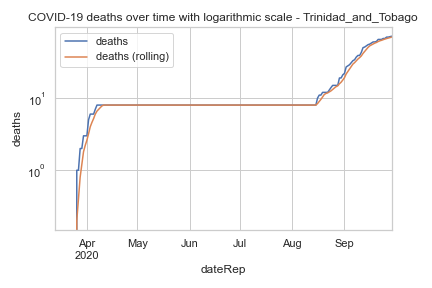 COVID-19 deaths over time with logarithmic scale - Trinidad_and_Tobago
deaths
deaths (rolling)
10¹
10⁰
deaths
Apr May Jun Jul Aug Sep
2020
dateRep